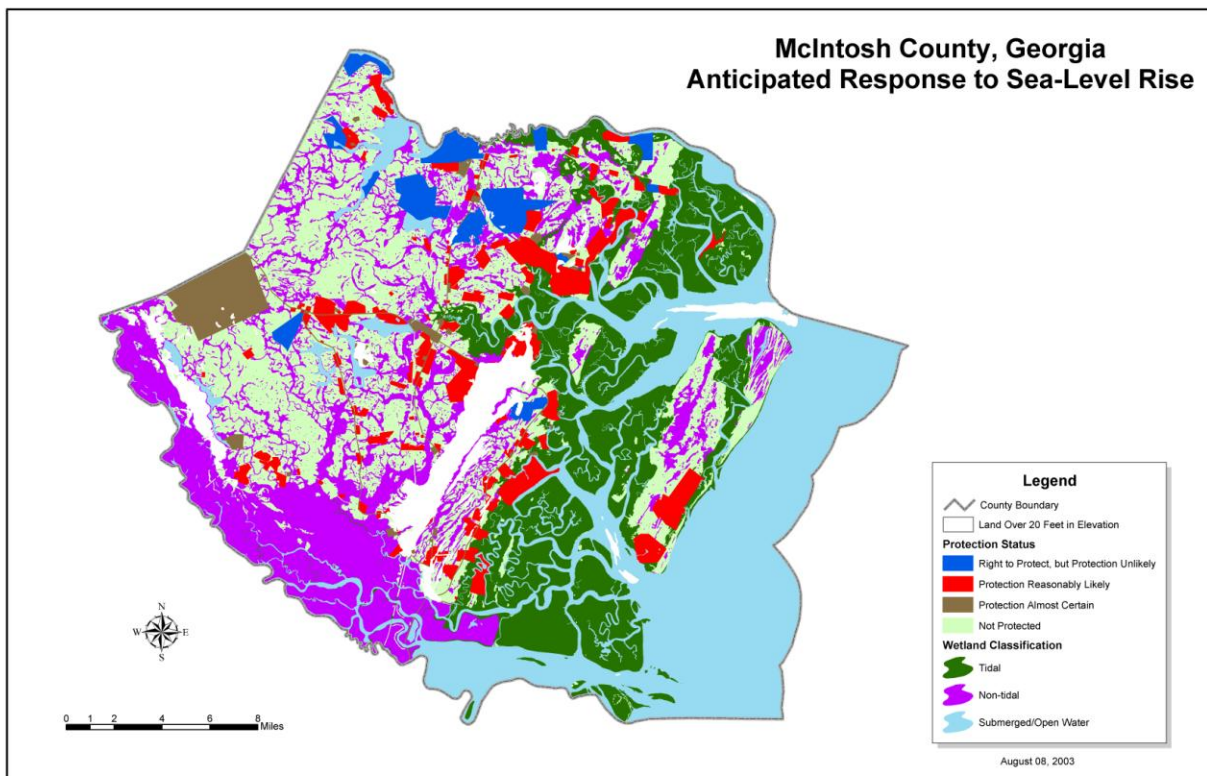 McIntosh County, Georgia
Anticipated Response to Sea-Level Rise
N
W E
S
0 1 2 4 6 8
Miles
Legend
County Boundary
Land Over 20 Feet in Elevation
Protection Status
Right to Protect, but Protection Unlikely
Protection Reasonably Likely
Protection Almost Certain
Not Protected
Wetland Classification
Tidal
Non-tidal
Submerged/Open Water
August 08, 2003